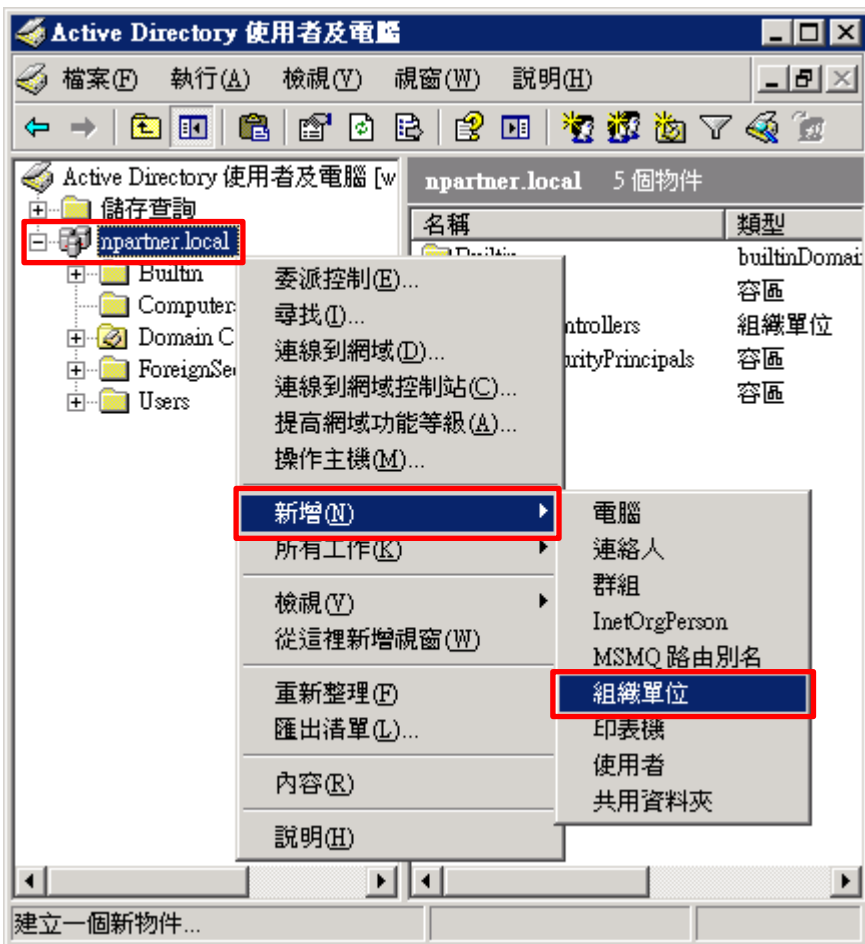 Active Directory 使用者及電腦
檔案(F) 執行(A) 檢視(V) 視窗(W) 說明(H)
Active Directory 使用者及電腦 [w
儲存查詢
npartner.local
Builtin
Computer
Domain C
ForeignSe
Users
npartner.local 5 個物件
名稱 類型
Builtin builtinDomai
容區
ntrollers 組織單位
urityPrincipals 容區
容區
委派控制(E)...
尋找(I)...
連線到網域(D)...
連線到網域控制站(C)...
提高網域功能等級(A)...
操作主機(M)...
新增(N)
所有工作(K)
檢視(V)
從這裡新增視窗(W)
重新整理(F)
匯出清單(L)...
內容(R)
說明(H)
電腦
連絡人
群組
InetOrgPerson
MSMQ 路由別名
組織單位
印表機
使用者
共用資料夾
建立一個新物件...